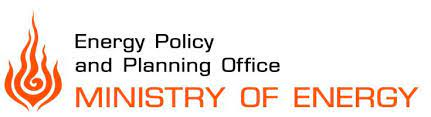 Energy Policy
and Planning Office
MINISTRY OF ENERGY